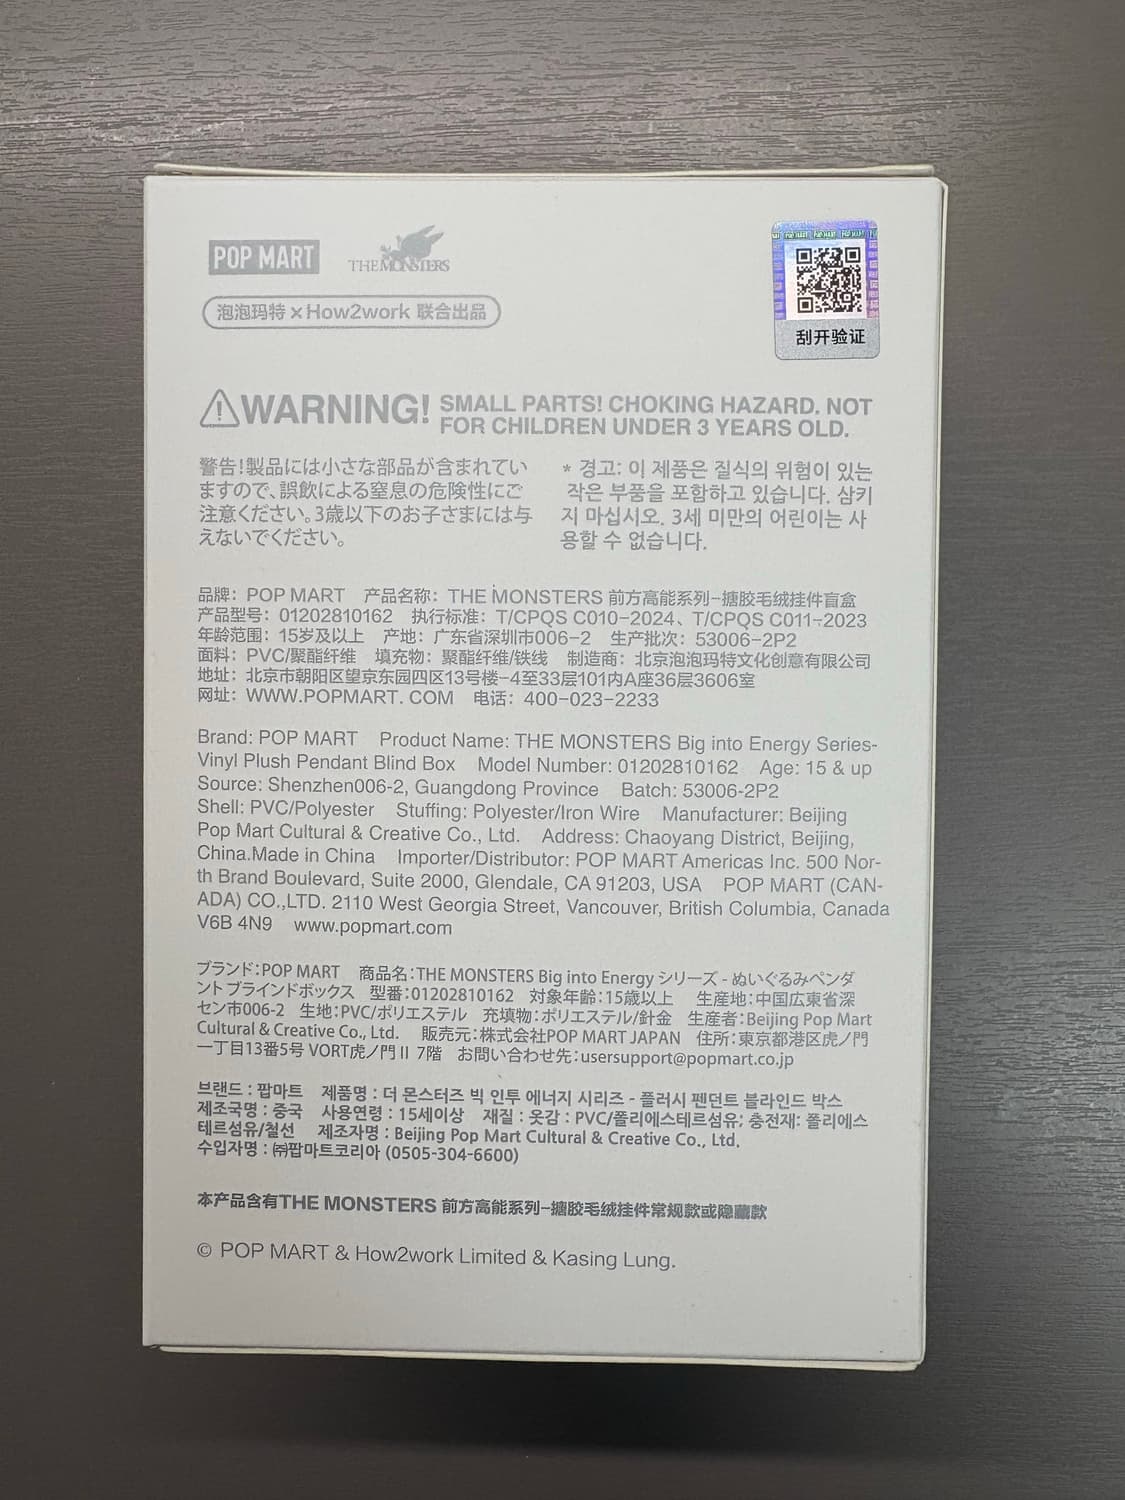 POP MART
THE MONSTERS
泡泡玛特×How2work 联合出品
刮开验证
WARNING! SMALL PARTS! CHOKING HAZARD. NOT
FOR CHILDREN UNDER 3 YEARS OLD.
警告!製品には小さな部品が含まれてい
ますので、誤飲による窒息の危険性にご
注意ください。3歳以下のお子さまには与
えないでください。
* 경고: 이 제품은 질식의 위험이 있는
작은 부품을 포함하고 있습니다. 삼키
지 마십시오. 3세 미만의 어린이는 사
용할 수 없습니다.
品牌: POP MART 产品名称: THE MONSTERS 前方高能系列-搪胶毛绒挂件盲盒
产品型号: 01202810162 执行标准: T/CPQS C010-2024、T/CPQS C011-2023
年龄范围: 15岁及以上 产地: 广东省深圳市006-2 生产批次: 53006-2P2
面料: PVC/聚酯纤维 填充物: 聚酯纤维/铁线 制造商: 北京泡泡玛特文化创意有限公司
地址: 北京市朝阳区望京东园四区13号楼-4至33层101内A座36层3606室
网址: WWW.POPMART. COM 电话: 400-023-2233
Brand: POP MART Product Name: THE MONSTERS Big into Energy Series-
Vinyl Plush Pendant Blind Box Model Number: 01202810162 Age: 15 & up
Source: Shenzhen006-2, Guangdong Province Batch: 53006-2P2
Shell: PVC/Polyester Stuffing: Polyester/Iron Wire Manufacturer: Beijing
Pop Mart Cultural & Creative Co., Ltd. Address: Chaoyang District, Beijing,
China.Made in China Importer/Distributor: POP MART Americas Inc. 500 Nor-
th Brand Boulevard, Suite 2000, Glendale, CA 91203, USA POP MART (CAN-
ADA) CO.,LTD. 2110 West Georgia Street, Vancouver, British Columbia, Canada
V6B 4N9 www.popmart.com
ブランド:POP MART 商品名:THE MONSTERS Big into Energy シリーズ - ぬいぐるみペンダ
ント ブラインドボックス 型番:01202810162 対象年齢:15歳以上 生産地:中国広東省深
セン市006-2 生地:PVC/ポリエステル 充填物:ポリエステル/針金 生産者:Beijing Pop Mart
Cultural & Creative Co., Ltd. 販売元:株式会社POP MART JAPAN 住所:東京都港区虎ノ門
一丁目13番5号 VORT虎ノ門Ⅱ 7階 お問い合わせ先:usersupport@popmart.co.jp
브랜드 : 팝마트 제품명 : 더 몬스터즈 빅 인투 에너지 시리즈 - 플러시 펜던트 블라인드 박스
제조국명 : 중국 사용연령 : 15세이상 재질 : 옷감 : PVC/폴리에스테르섬유; 충전재: 폴리에스
테르섬유/철선 제조자명 : Beijing Pop Mart Cultural & Creative Co., Ltd.
수입자명 : ㈜팝마트코리아 (0505-304-6600)
本产品含有THE MONSTERS 前方高能系列-搪胶毛绒挂件常规款或隐藏款
© POP MART & How2work Limited & Kasing Lung.